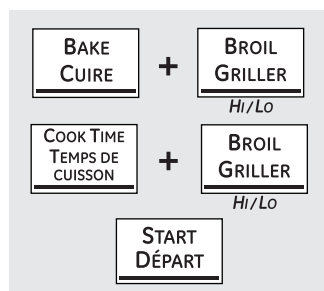 BAKE CUIRE + BROIL GRILLER
HI/LO
COOK TIME TEMPS DE CUISSON + BROIL GRILLER
HI/LO
START
DÉPART